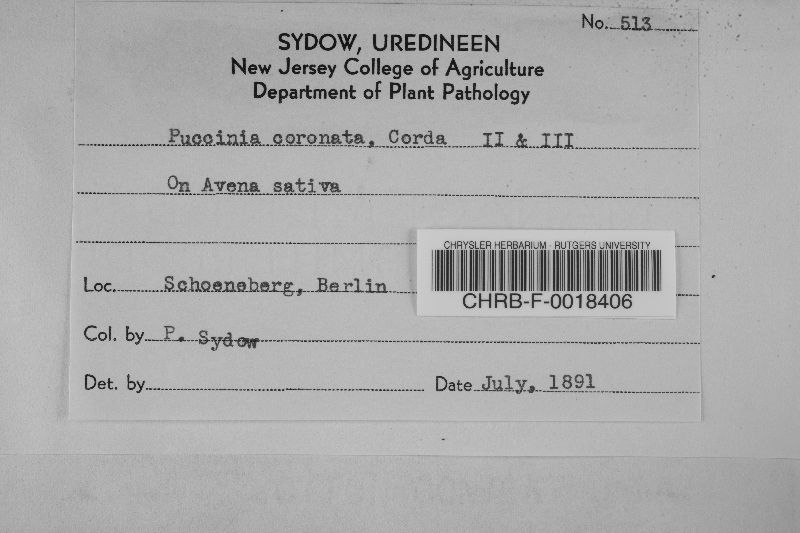 No. 513
SYDOW, UREDINEEN
New Jersey College of Agriculture
Department of Plant Pathology
Puccinia coronata, Corda II & III
On Avena sativa
CHRYSLER HERBARIUM - RUTGERS UNIVERSITY
CHRB-F-0018406
Loc. Schoeneberg, Berlin
Col. by P. Sydow
Det. by
Date July, 1891